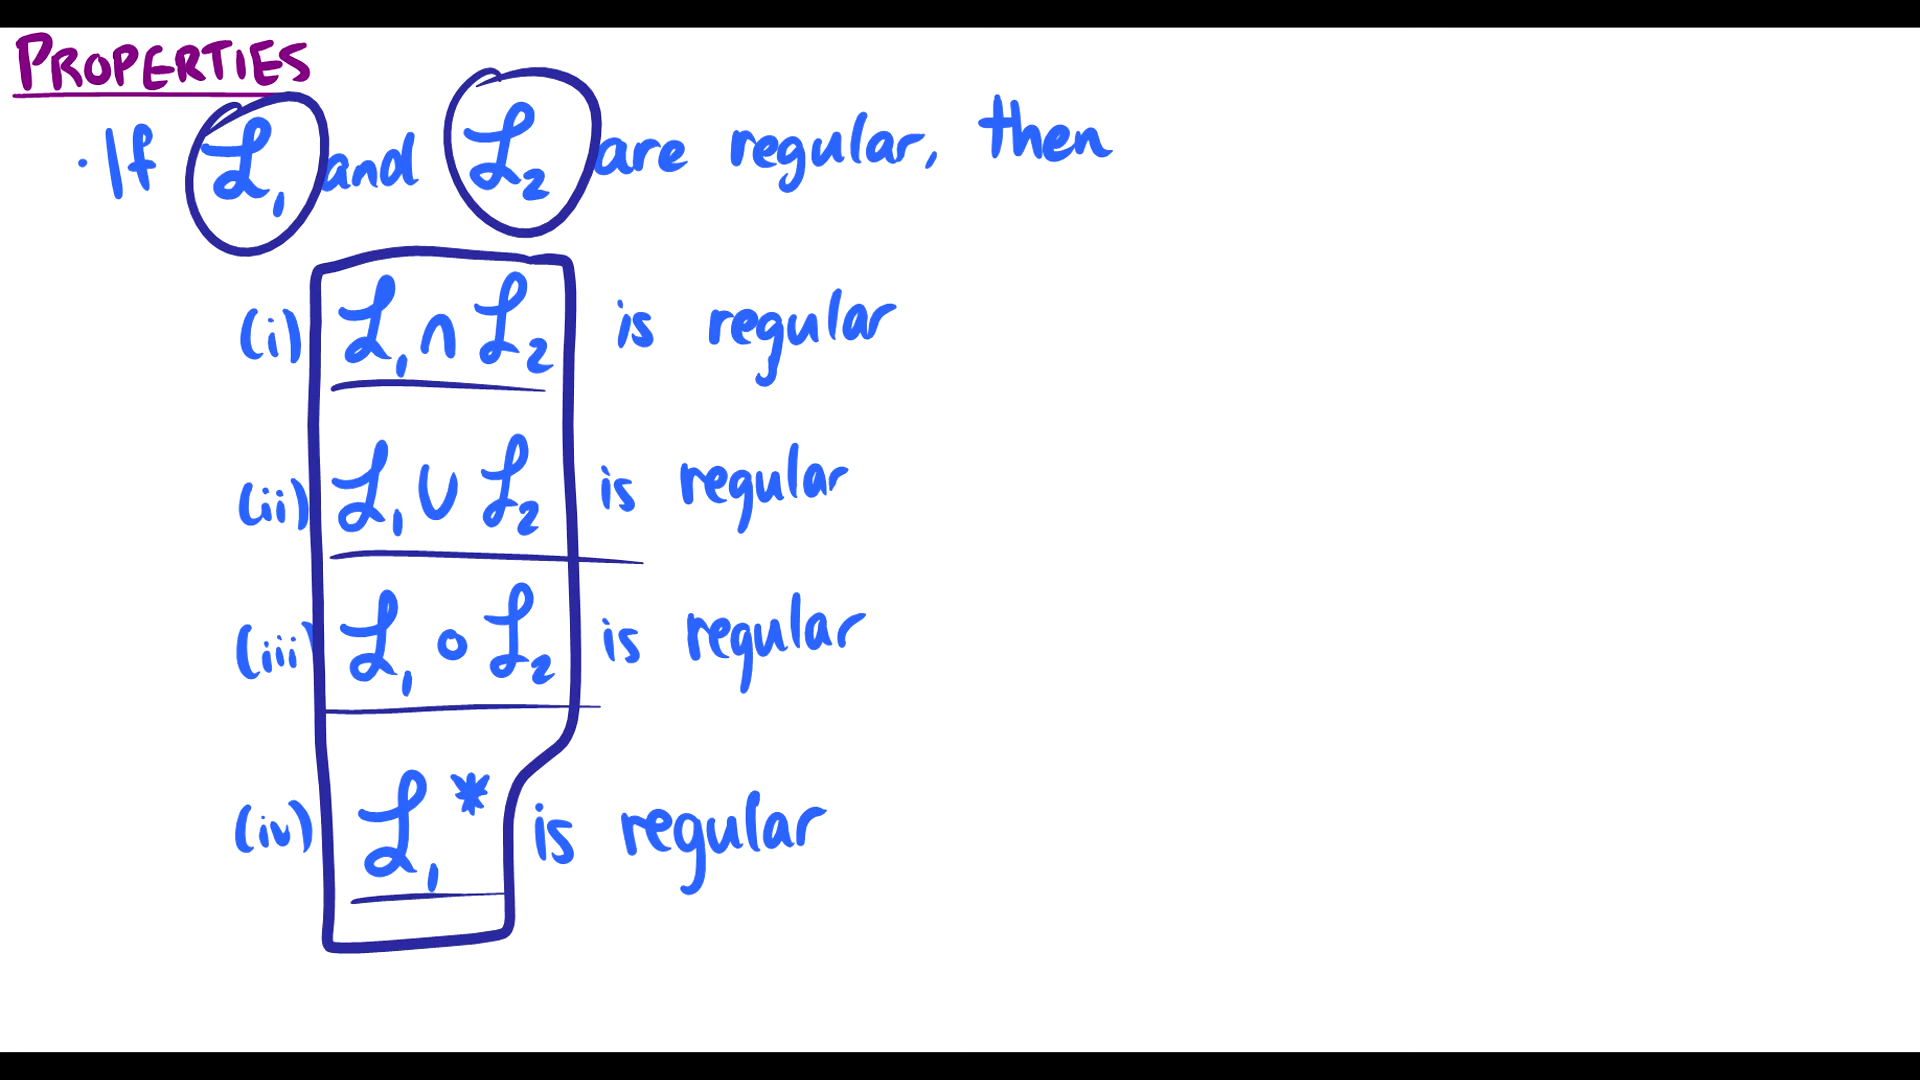 PROPERTIES
· If ℒ₁ and ℒ₂ are regular, then
(i) ℒ₁ ∩ ℒ₂ is regular
(ii) ℒ₁ ∪ ℒ₂ is regular
(iii) ℒ₁ ∘ ℒ₂ is regular
(iv) ℒ₁* is regular